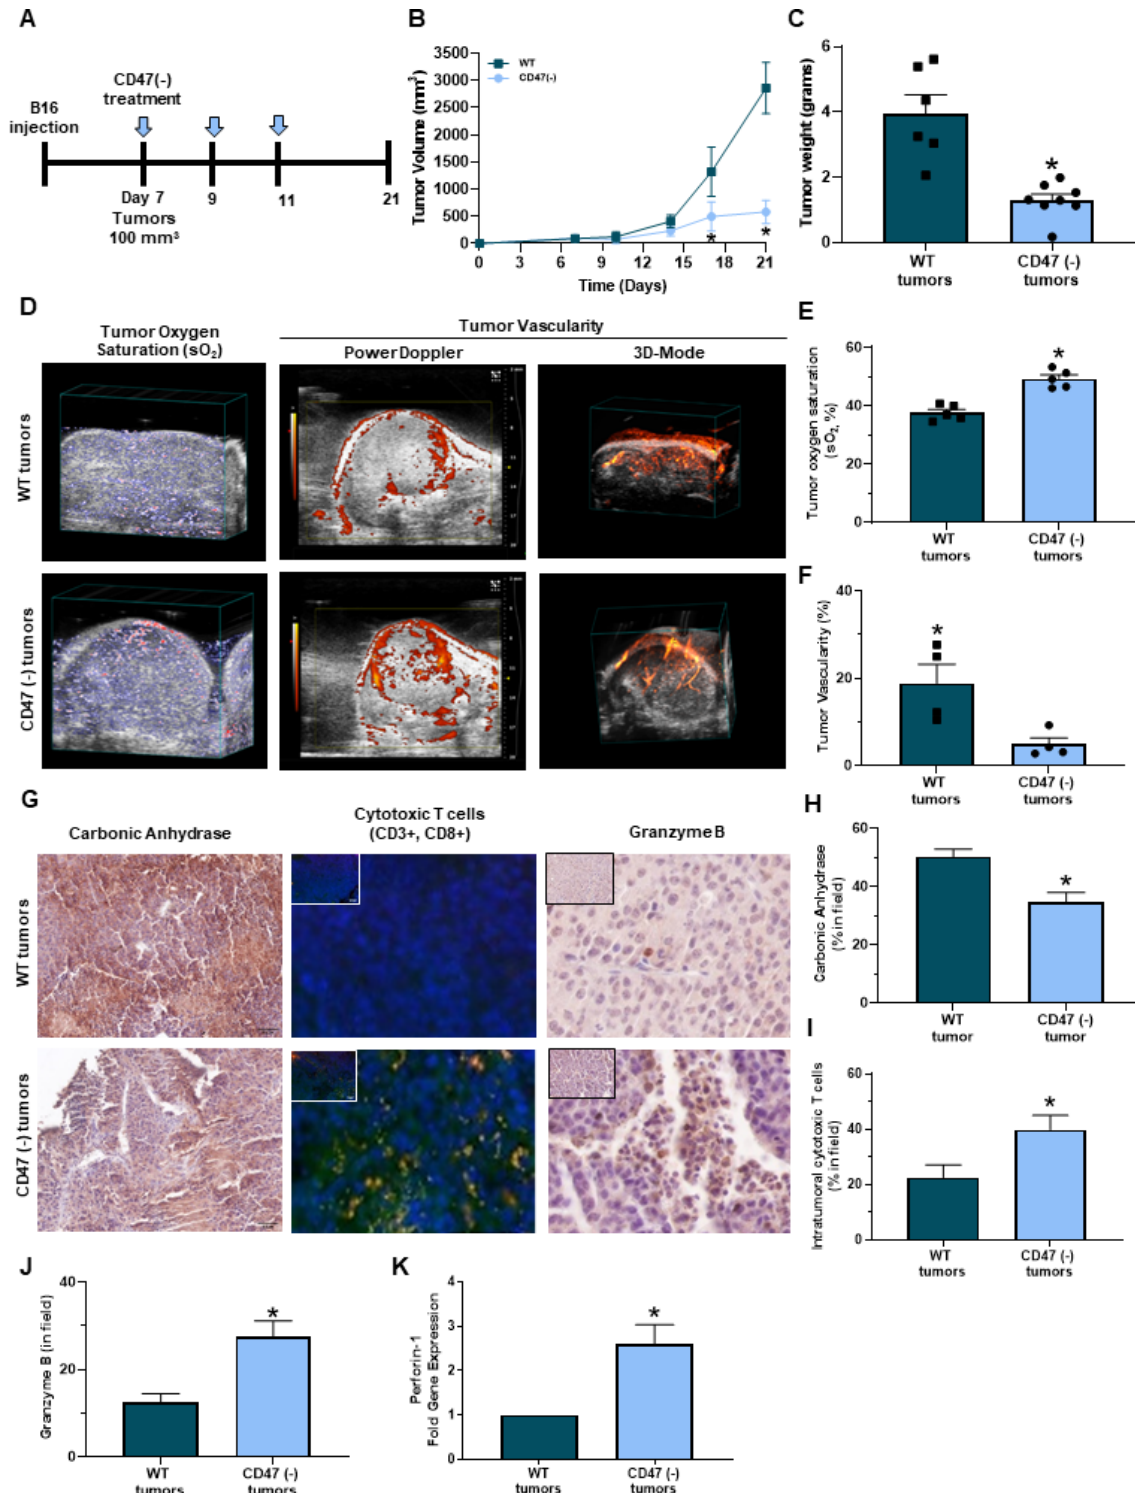 A
CD47(-)
treatment
B16
injection
Day 7
9
11
21
Tumors
100 mm³
B
3500
3000
2500
2000
1500
1000
500
0
Tumor Volume (mm³)
WT
CD47(-)
*
*
0
3
6
9
12
15
18
21
Time (Days)
C
6
4
2
0
Tumor weight (grams)
*
WT
tumors
CD47 (-)
tumors
D
Tumor Oxygen
Saturation (sO₂)
Tumor Vascularity
Power Doppler
3D-Mode
WT tumors
CD47 (-) tumors
E
60
40
20
0
Tumor oxygen saturation
(sO₂, %)
*
WT
tumors
CD47 (-)
tumors
F
40
20
0
Tumor Vascularity (%)
*
WT
tumors
CD47 (-)
tumors
G
Carbonic Anhydrase
Cytotoxic T cells
(CD3+, CD8+)
Granzyme B
WT tumors
CD47 (-) tumors
H
60
40
20
0
Carbonic Anhydrase
(% in field)
*
WT
tumor
CD47 (-)
tumor
I
60
40
20
0
Intratumoral cytotoxic T cells
(% in field)
*
WT
tumors
CD47 (-)
tumors
J
40
20
0
Granzyme B (in field)
*
WT
tumors
CD47 (-)
tumors
K
4
3
2
1
0
Perforin-1
Fold Gene Expression
*
WT
tumors
CD47 (-)
tumors